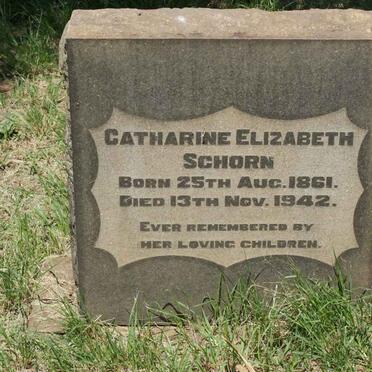 CATHARINE ELIZABETH
SCHORN
BORN 25TH AUG. 1861.
DIED 13TH NOV. 1942.
EVER REMEMBERED BY
HER LOVING CHILDREN.